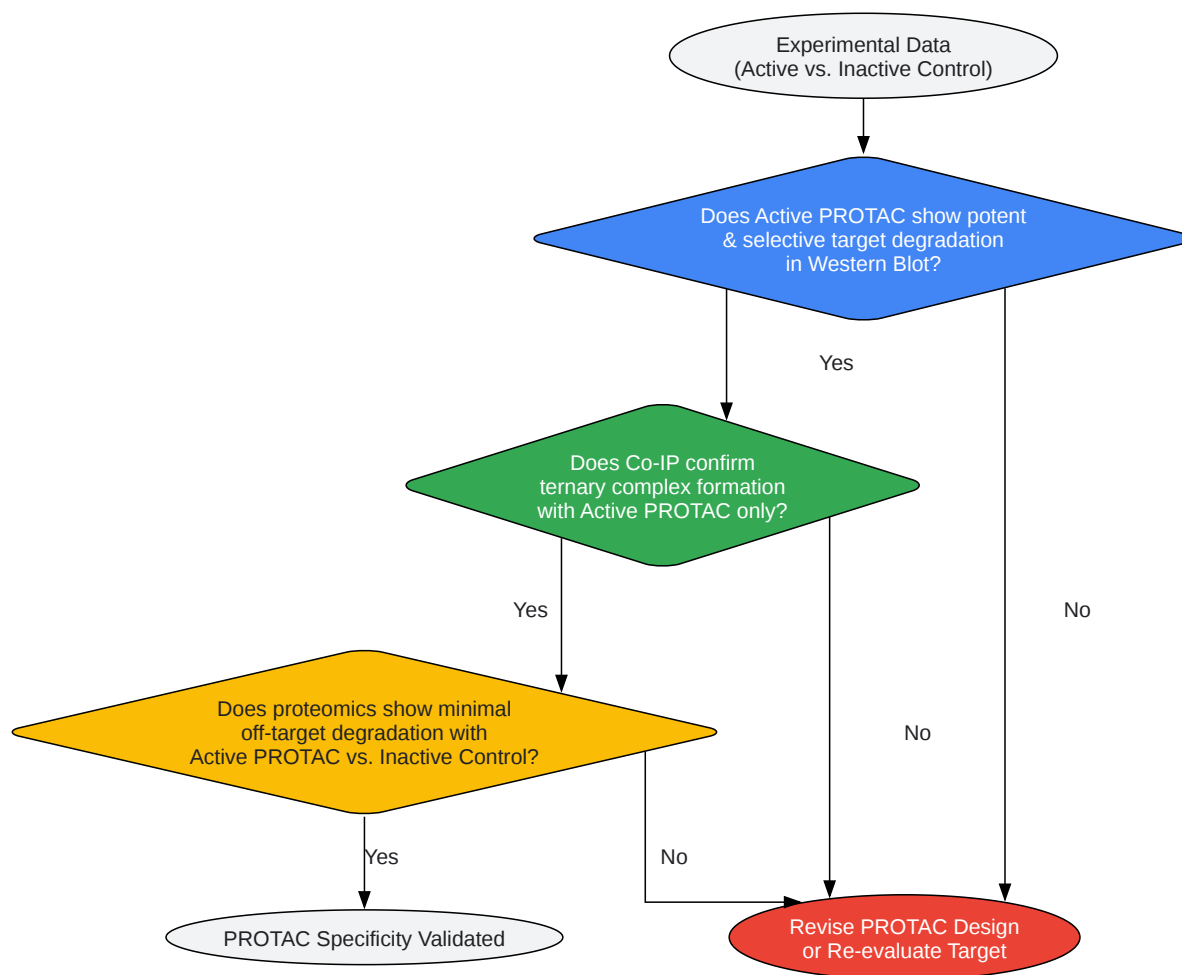 Experimental Data
(Active vs. Inactive Control)
Does Active PROTAC show potent
& selective target degradation
in Western Blot?
Yes
Does Co-IP confirm
ternary complex formation
with Active PROTAC only?
Yes
No
Does proteomics show minimal
off-target degradation with
Active PROTAC vs. Inactive Control?
No
Yes
No
PROTAC Specificity Validated
Revise PROTAC Design
or Re-evaluate Target